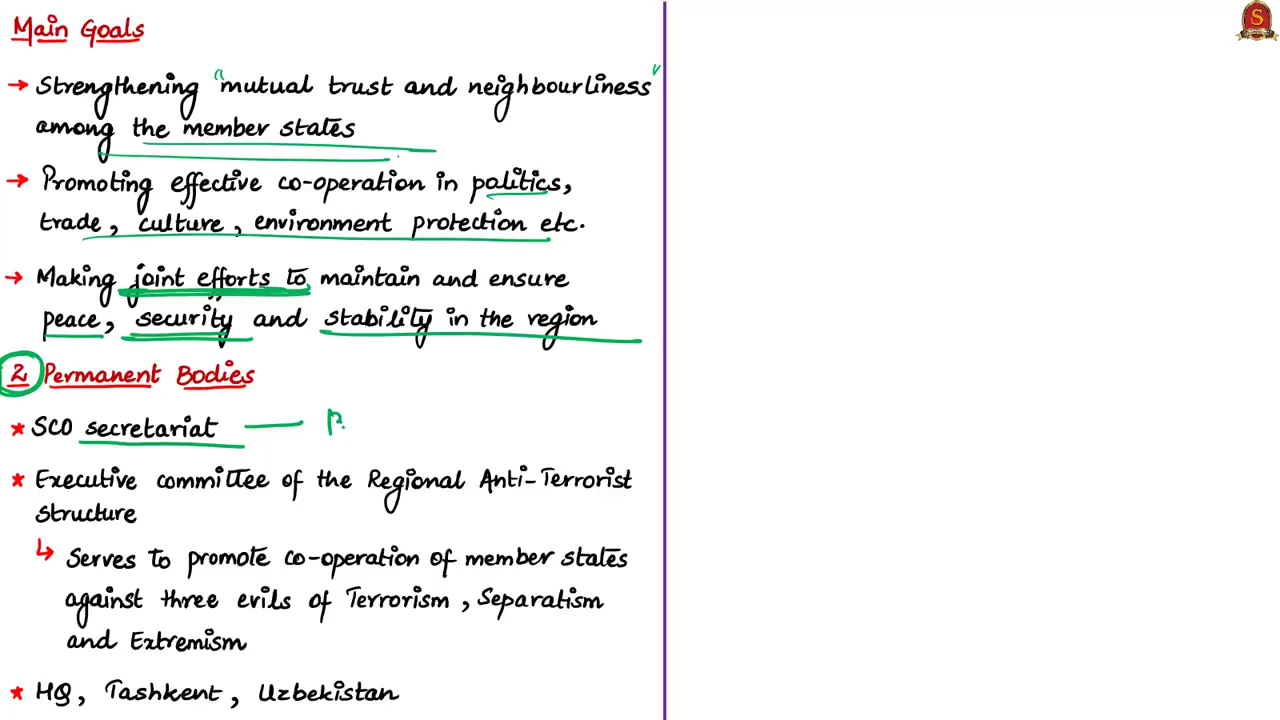 Main Goals
→ Strengthening "mutual trust and neighbourliness"
among the member states
→ Promoting effective co-operation in politics,
trade, culture, environment protection etc.
→ Making joint efforts to maintain and ensure
peace, security and stability in the region
2 Permanent Bodies
* SCO secretariat —
* Executive committee of the Regional Anti-Terrorist
structure
↳ Serves to promote co-operation of member states
against three evils of Terrorism, Separatism
and Extremism
* HQ, Tashkent, Uzbekistan
S